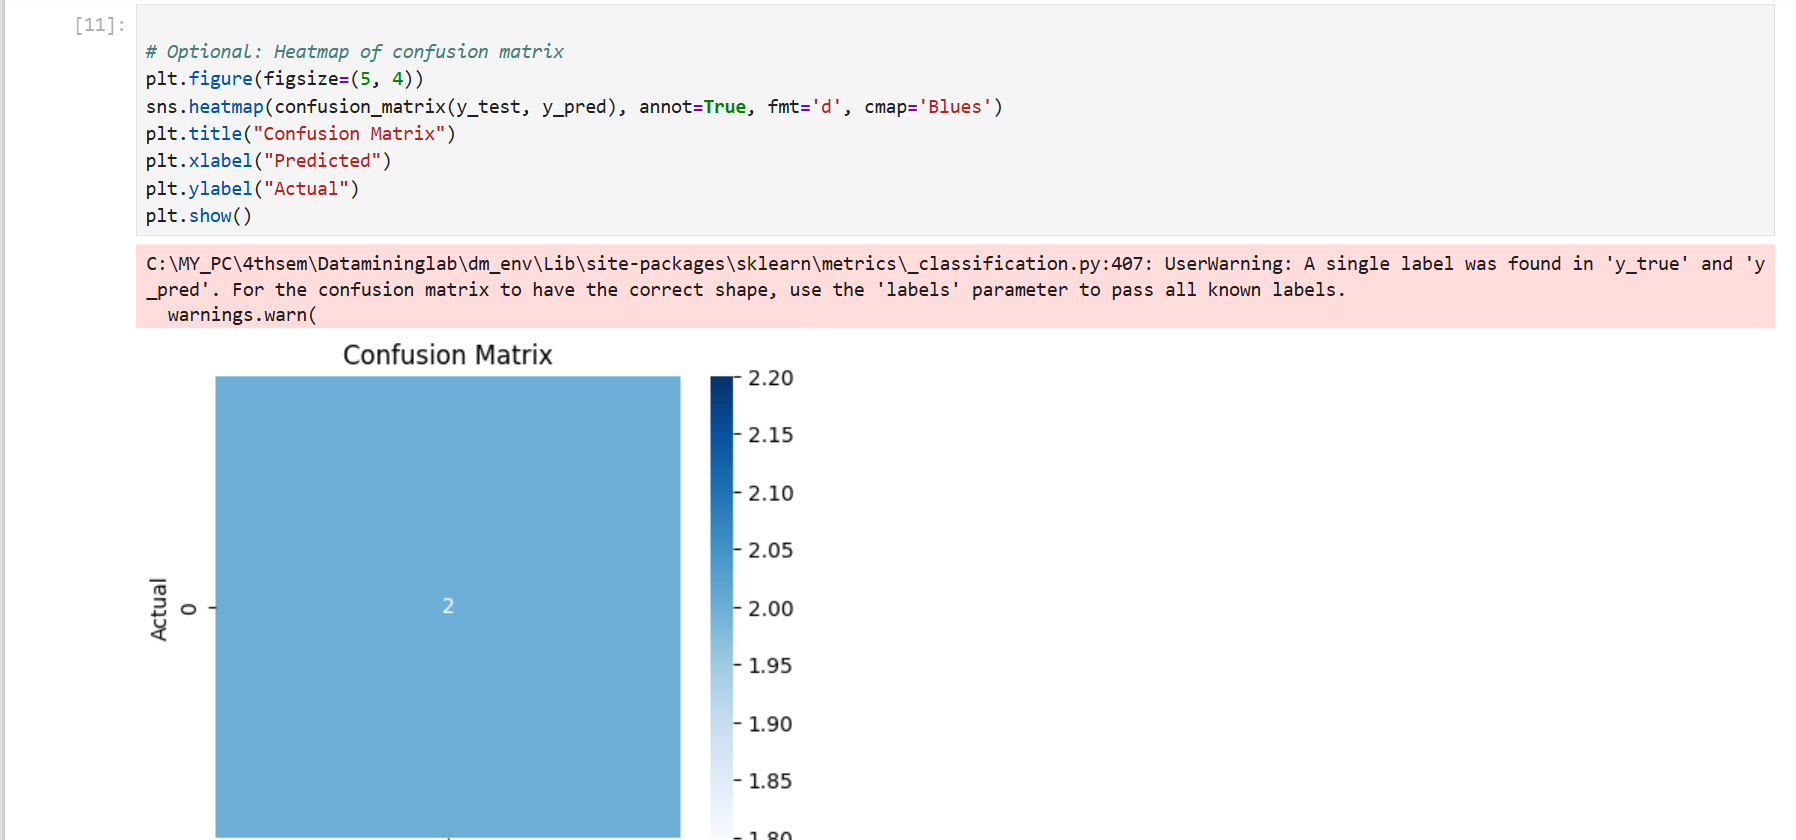 [11]:
# Optional: Heatmap of confusion matrix
plt.figure(figsize=(5, 4))
sns.heatmap(confusion_matrix(y_test, y_pred), annot=True, fmt='d', cmap='Blues')
plt.title("Confusion Matrix")
plt.xlabel("Predicted")
plt.ylabel("Actual")
plt.show()
C:\MY_PC\4thsem\Datamininglab\dm_env\Lib\site-packages\sklearn\metrics\_classification.py:407: UserWarning: A single label was found in 'y_true' and 'y
_pred'. For the confusion matrix to have the correct shape, use the 'labels' parameter to pass all known labels.
  warnings.warn(
Confusion Matrix
Actual
0
2
2.20
2.15
2.10
2.05
2.00
1.95
1.90
1.85
1.80